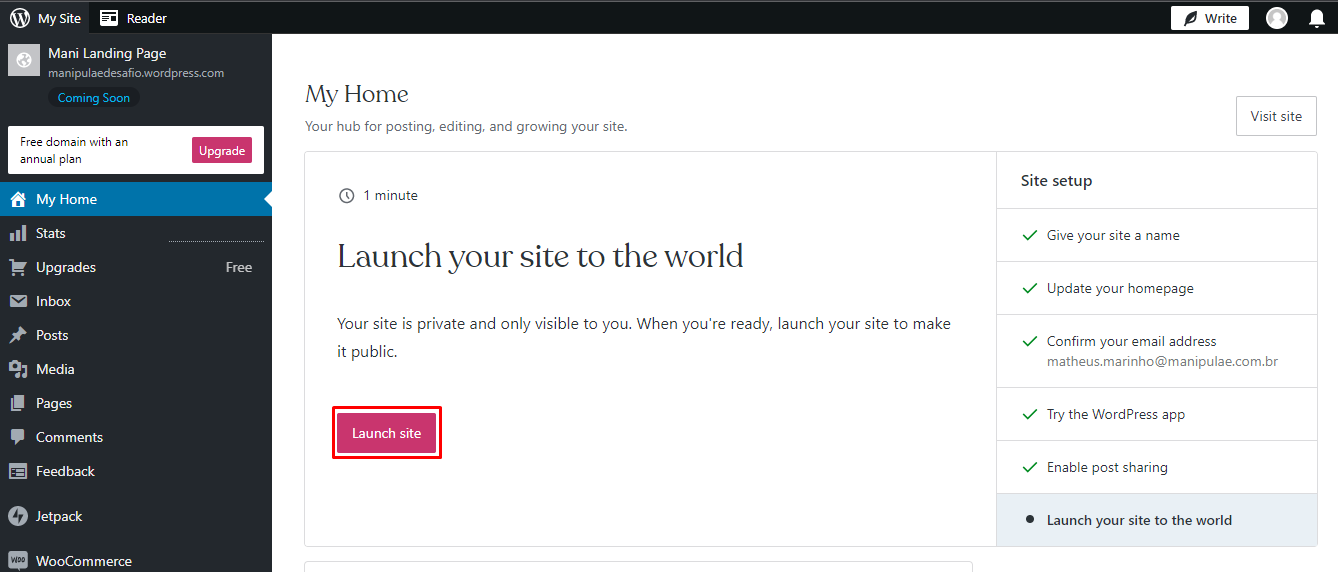 My Site
Reader
Write
Mani Landing Page
manipulaedesafio.wordpress.com
Coming Soon
Free domain with an
annual plan
Upgrade
My Home
Stats
Upgrades Free
Inbox
Posts
Media
Pages
Comments
Feedback
Jetpack
WOO
WooCommerce
My Home
Your hub for posting, editing, and growing your site.
Visit site
1 minute
Launch your site to the world
Your site is private and only visible to you. When you're ready, launch your site to make
it public.
Launch site
Site setup
Give your site a name
Update your homepage
Confirm your email address
matheus.marinho@manipulae.com.br
Try the WordPress app
Enable post sharing
Launch your site to the world